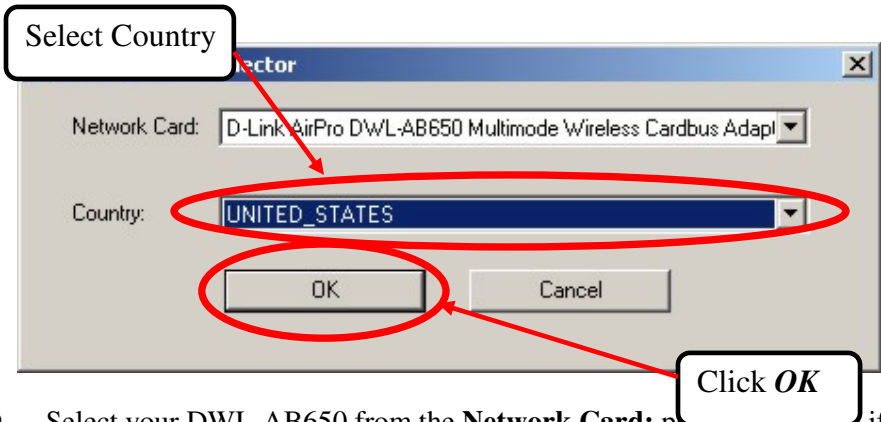 Select Country
ector
Network Card: D-Link AirPro DWL-AB650 Multimode Wireless Cardbus Adapt
Country: UNITED_STATES
OK Cancel
Click OK
Select your DWL-AB650 from the Network Card: p